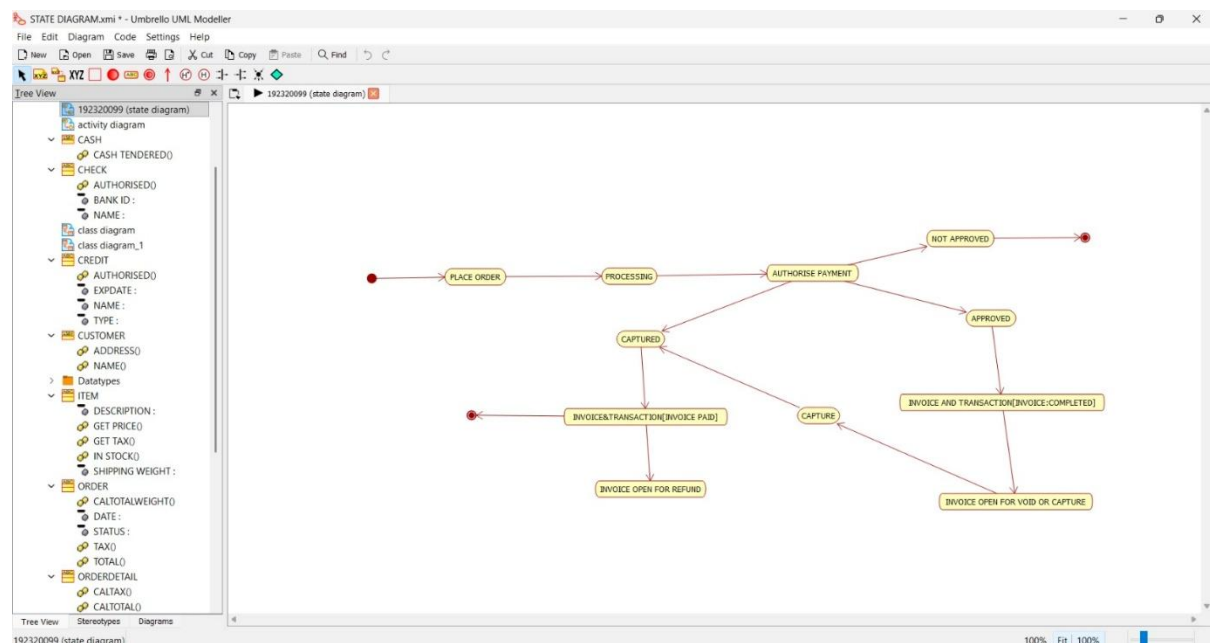 STATE DIAGRAM.xmi * - Umbrello UML Modeller
File Edit Diagram Code Settings Help
New Open Save Cut Copy Paste Find
XYZ XYZ ABC H* H
Tree View
192320099 (state diagram)
192320099 (state diagram)
activity diagram
CASH
CASH TENDERED()
CHECK
AUTHORISED()
BANK ID :
NAME :
class diagram
class diagram_1
CREDIT
AUTHORISED()
EXPDATE :
NAME :
TYPE :
CUSTOMER
ADDRESS()
NAME()
Datatypes
ITEM
DESCRIPTION :
GET PRICE()
GET TAX()
IN STOCK()
SHIPPING WEIGHT :
ORDER
CALTOTALWEIGHT()
DATE :
STATUS :
TAX()
TOTAL()
ORDERDETAIL
CALTAX()
CALTOTAL()
Tree View Stereotypes Diagrams
NOT APPROVED
PLACE ORDER
PROCESSING
AUTHORISE PAYMENT
APPROVED
CAPTURED
INVOICE AND TRANSACTION[INVOICE:COMPLETED]
INVOICE&TRANSACTION[INVOICE PAID]
CAPTURE
INVOICE OPEN FOR REFUND
INVOICE OPEN FOR VOID OR CAPTURE
192320099 (state diagram)
100% Fit 100%